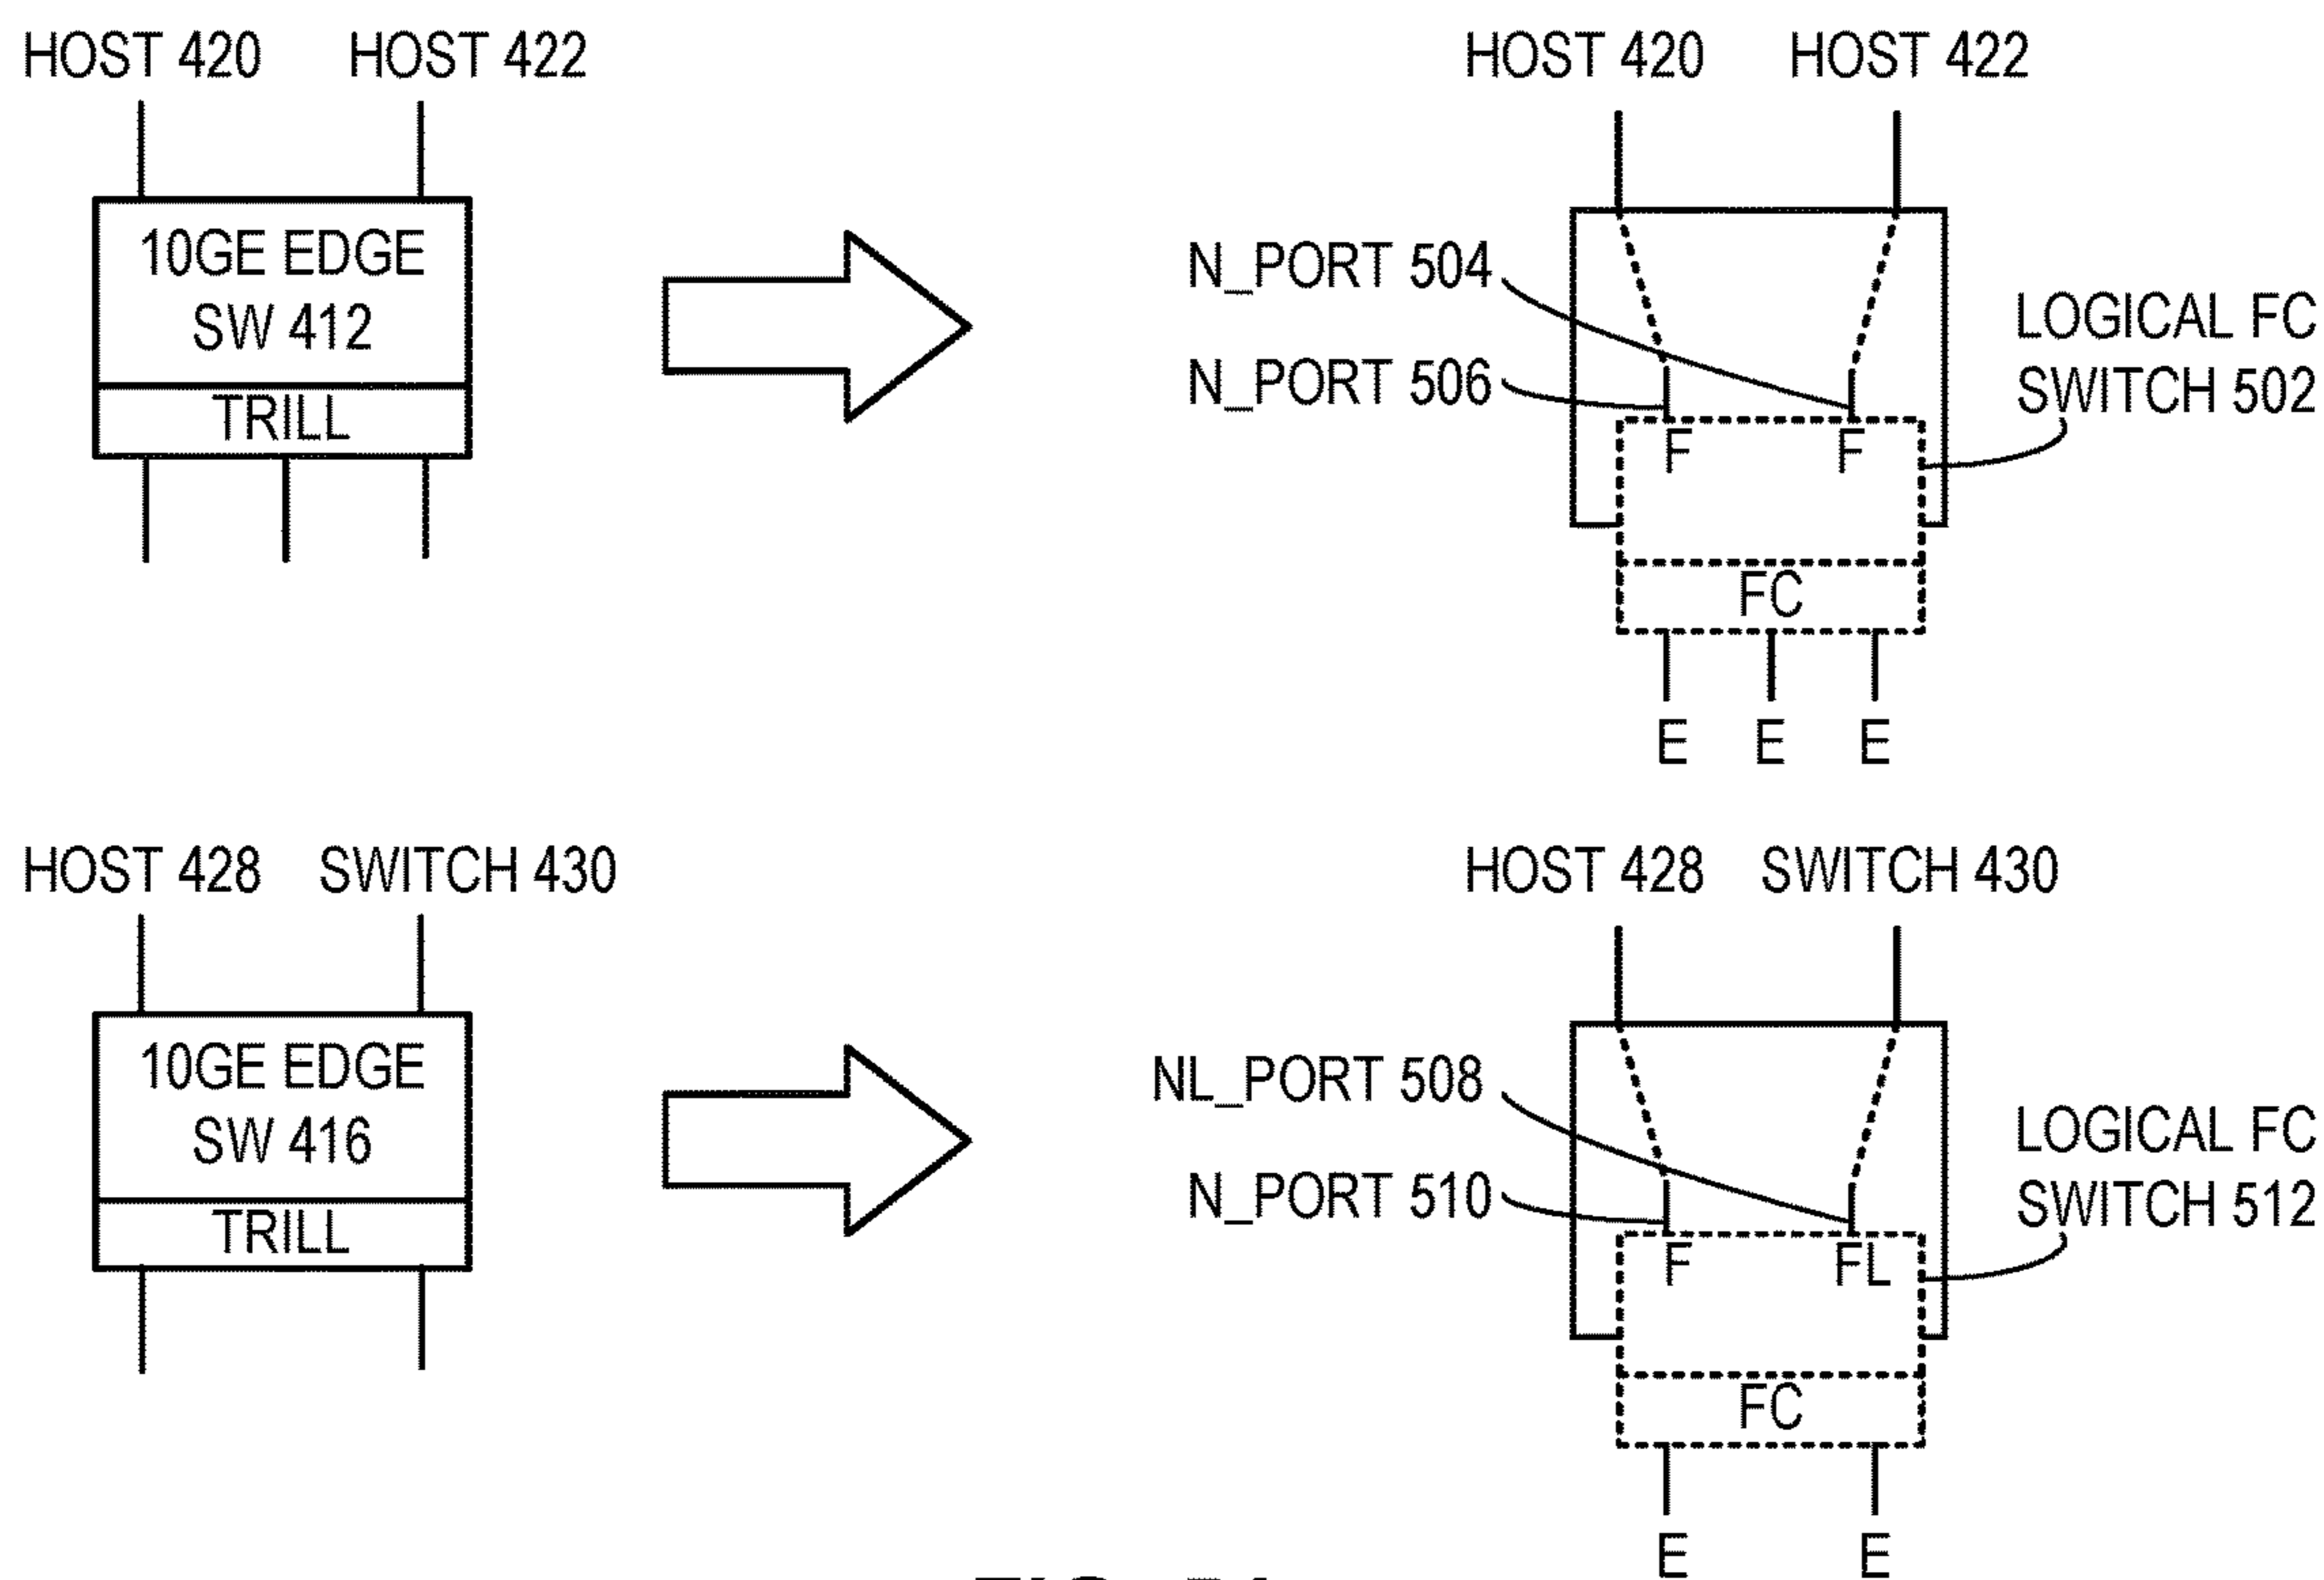 HOST 420 HOST 422
10GE EDGE
SW 412
TRILL
HOST 420 HOST 422
N_PORT 504
N_PORT 506
LOGICAL FC
SWITCH 502
F F
FC
E E E
HOST 428 SWITCH 430
10GE EDGE
SW 416
TRILL
HOST 428 SWITCH 430
NL_PORT 508
N_PORT 510
LOGICAL FC
SWITCH 512
F FL
FC
E E